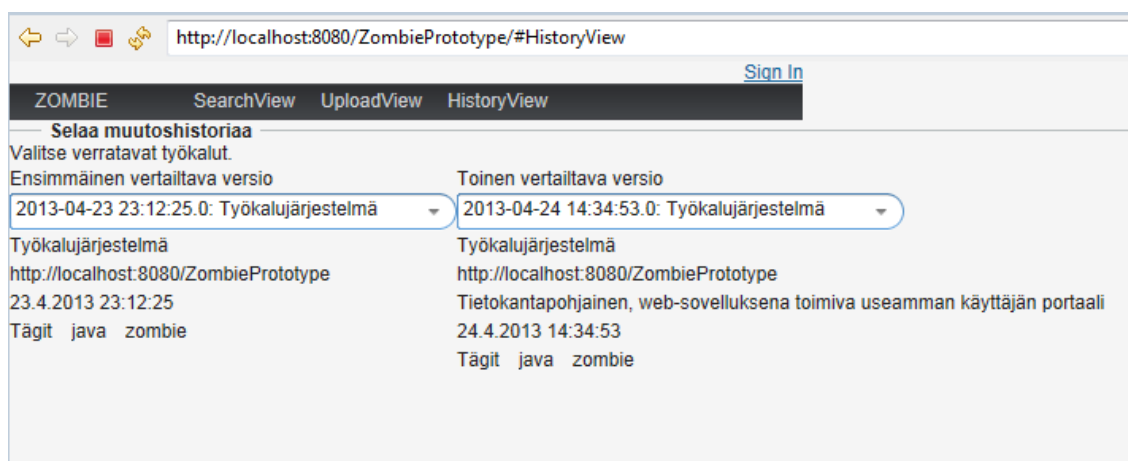 http://localhost:8080/ZombiePrototype/#HistoryView
Sign In
ZOMBIE SearchView UploadView HistoryView
Selaa muutoshistoriaa
Valitse verratavat työkalut.
Ensimmäinen vertailtava versio Toinen vertailtava versio
2013-04-23 23:12:25.0: Työkalujärjestelmä 2013-04-24 14:34:53.0: Työkalujärjestelmä
Työkalujärjestelmä Työkalujärjestelmä
http://localhost:8080/ZombiePrototype http://localhost:8080/ZombiePrototype
23.4.2013 23:12:25 Tietokantapohjainen, web-sovelluksena toimiva useamman käyttäjän portaali
Tägit java zombie 24.4.2013 14:34:53
Tägit java zombie